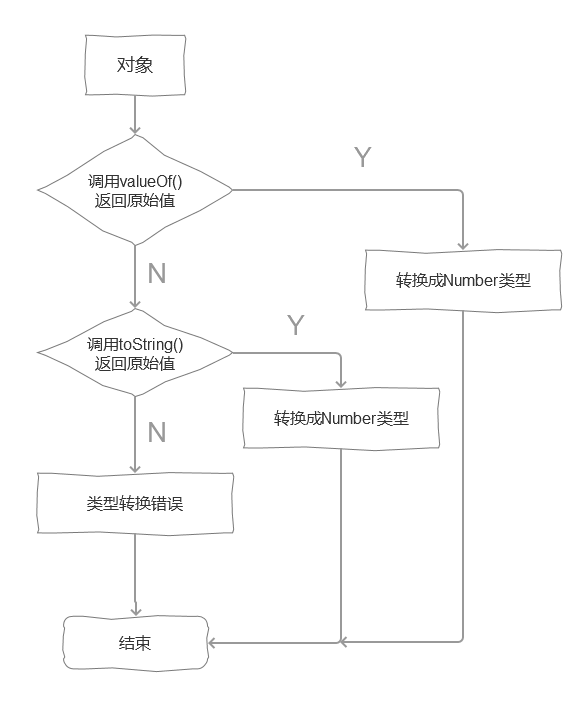 对象
调用valueOf()
返回原始值
Y
N
转换成Number类型
调用toString()
返回原始值
Y
转换成Number类型
N
类型转换错误
结束